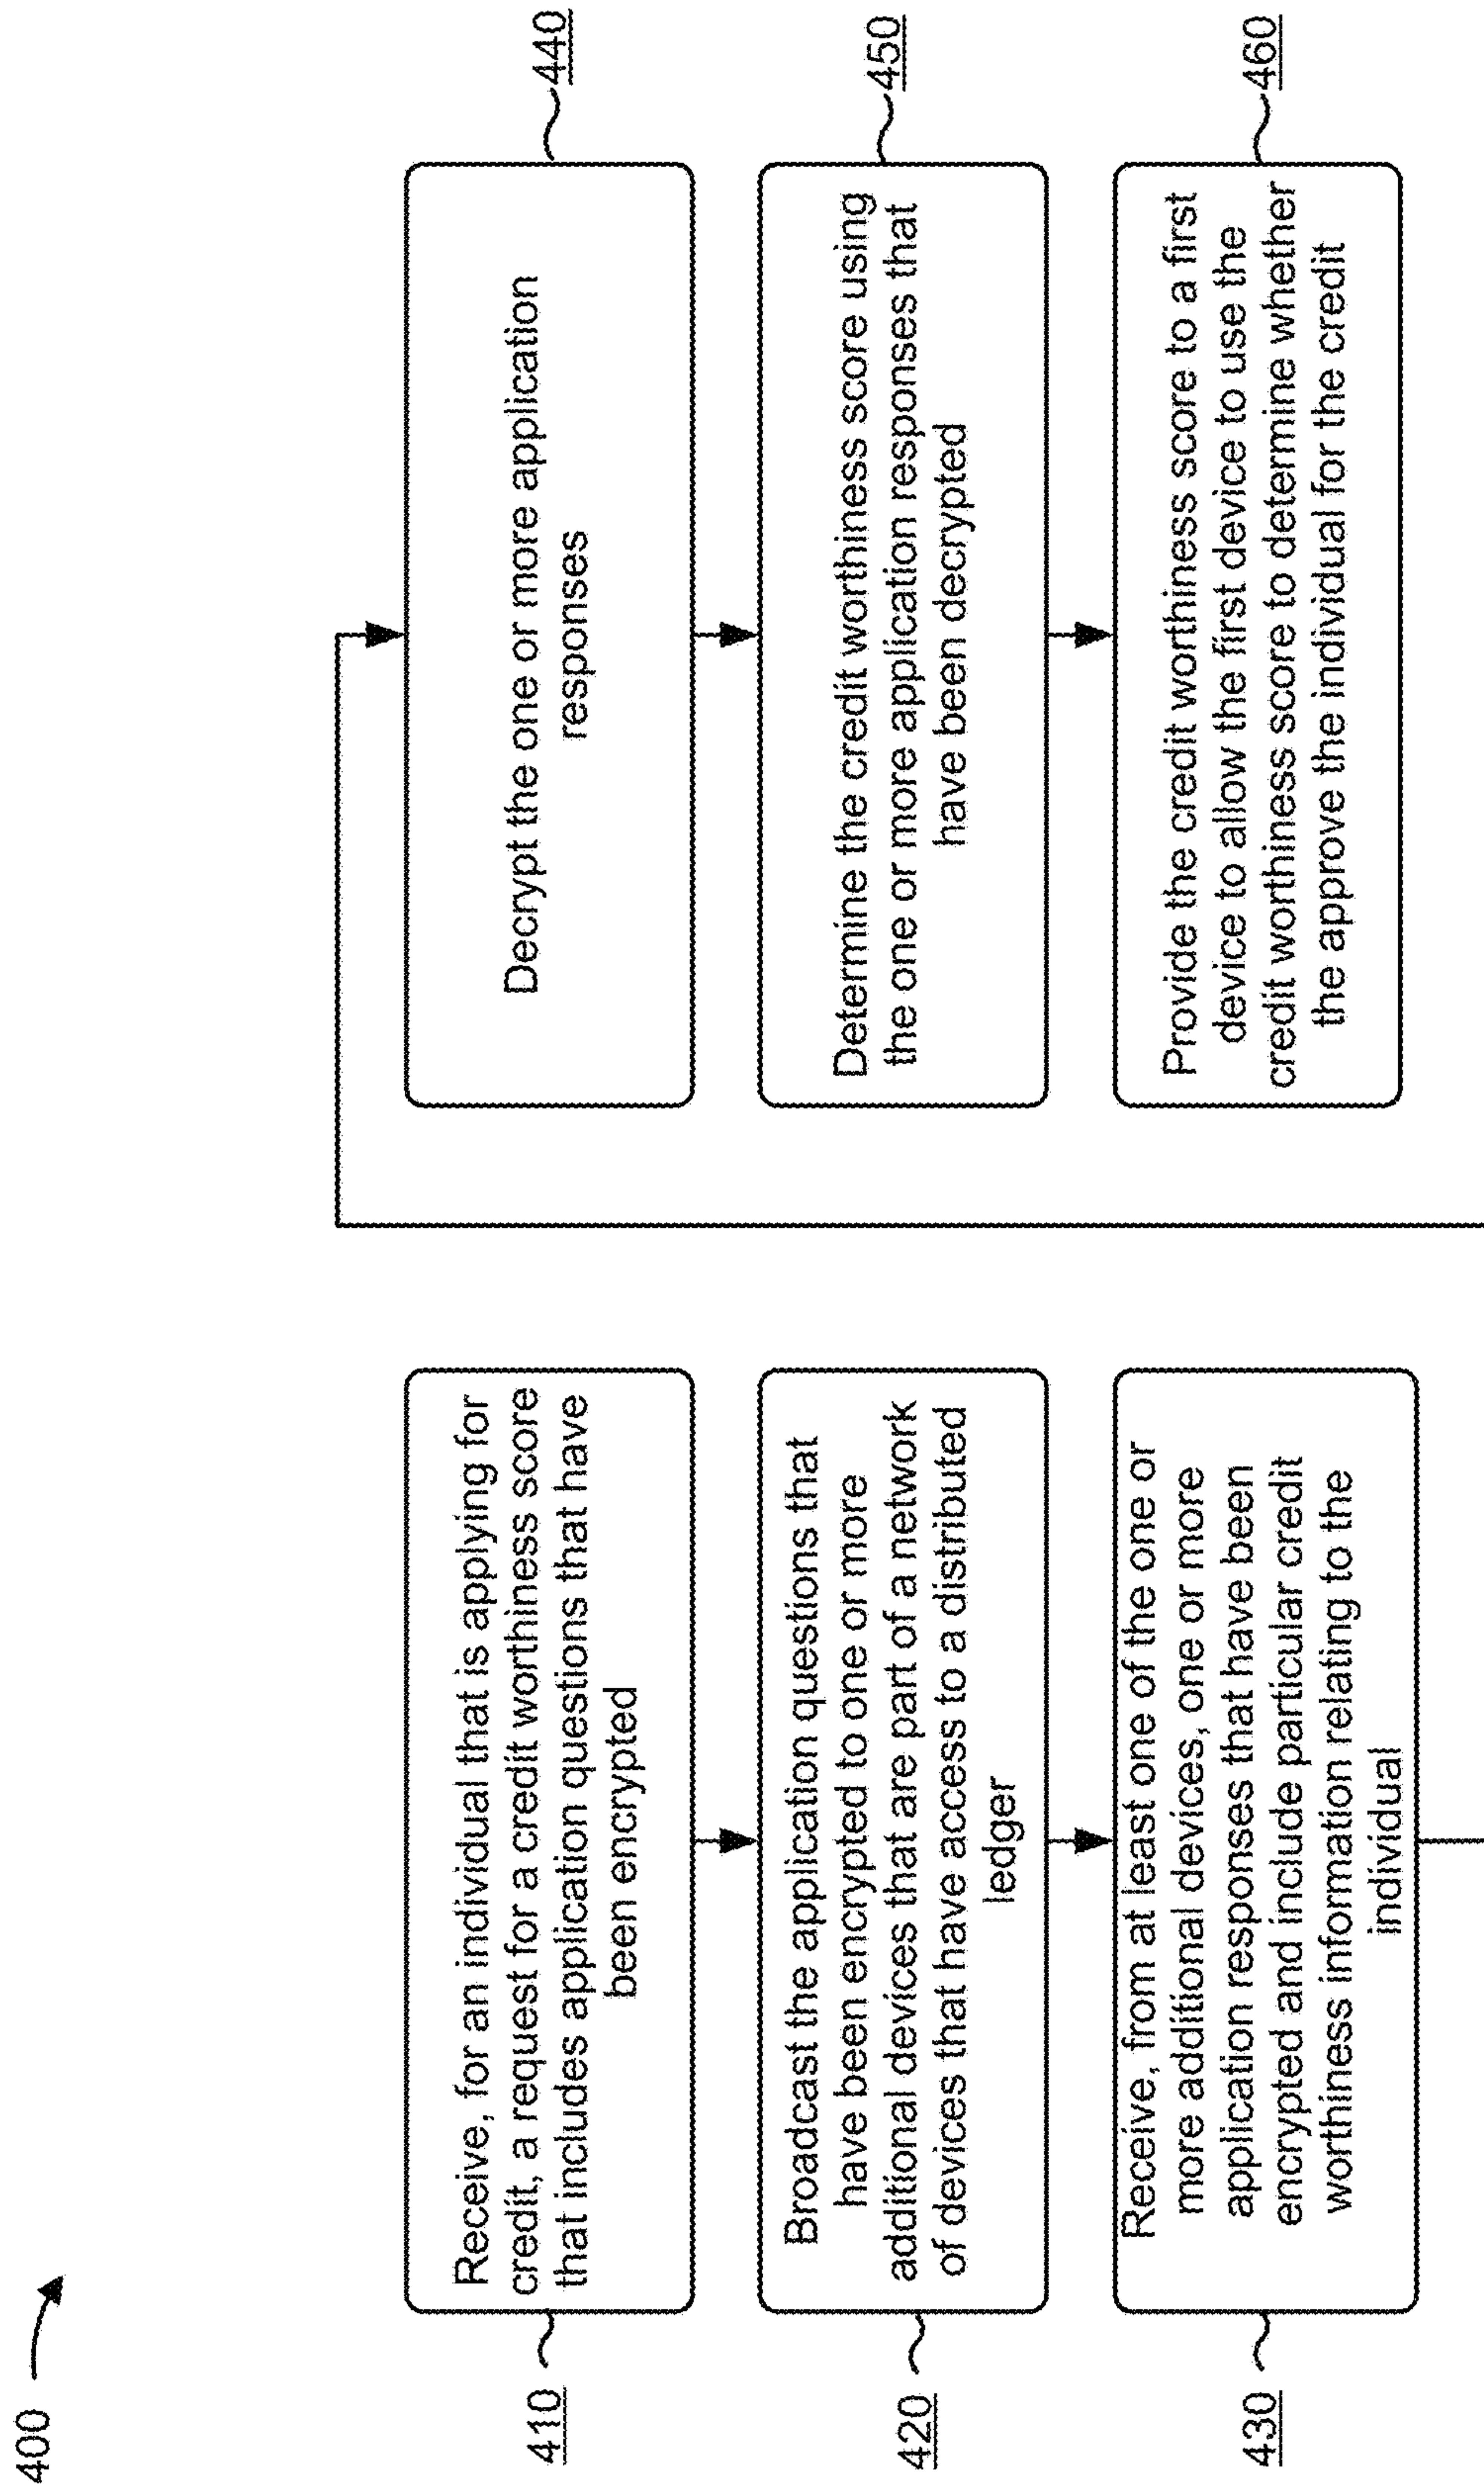 400
410
Receive, for an individual that is applying for
credit, a request for a credit worthiness score
that includes application questions that have
been encrypted
420
Broadcast the application questions that
have been encrypted to one or more
additional devices that are part of a network
of devices that have access to a distributed
ledger
430
Receive, from at least one of the one or
more additional devices, one or more
application responses that have been
encrypted and include particular credit
worthiness information relating to the
individual
440
Decrypt the one or more application
responses
450
Determine the credit worthiness score using
the one or more application responses that
have been decrypted
460
Provide the credit worthiness score to a first
device to allow the first device to use the
credit worthiness score to determine whether
the approve the individual for the credit